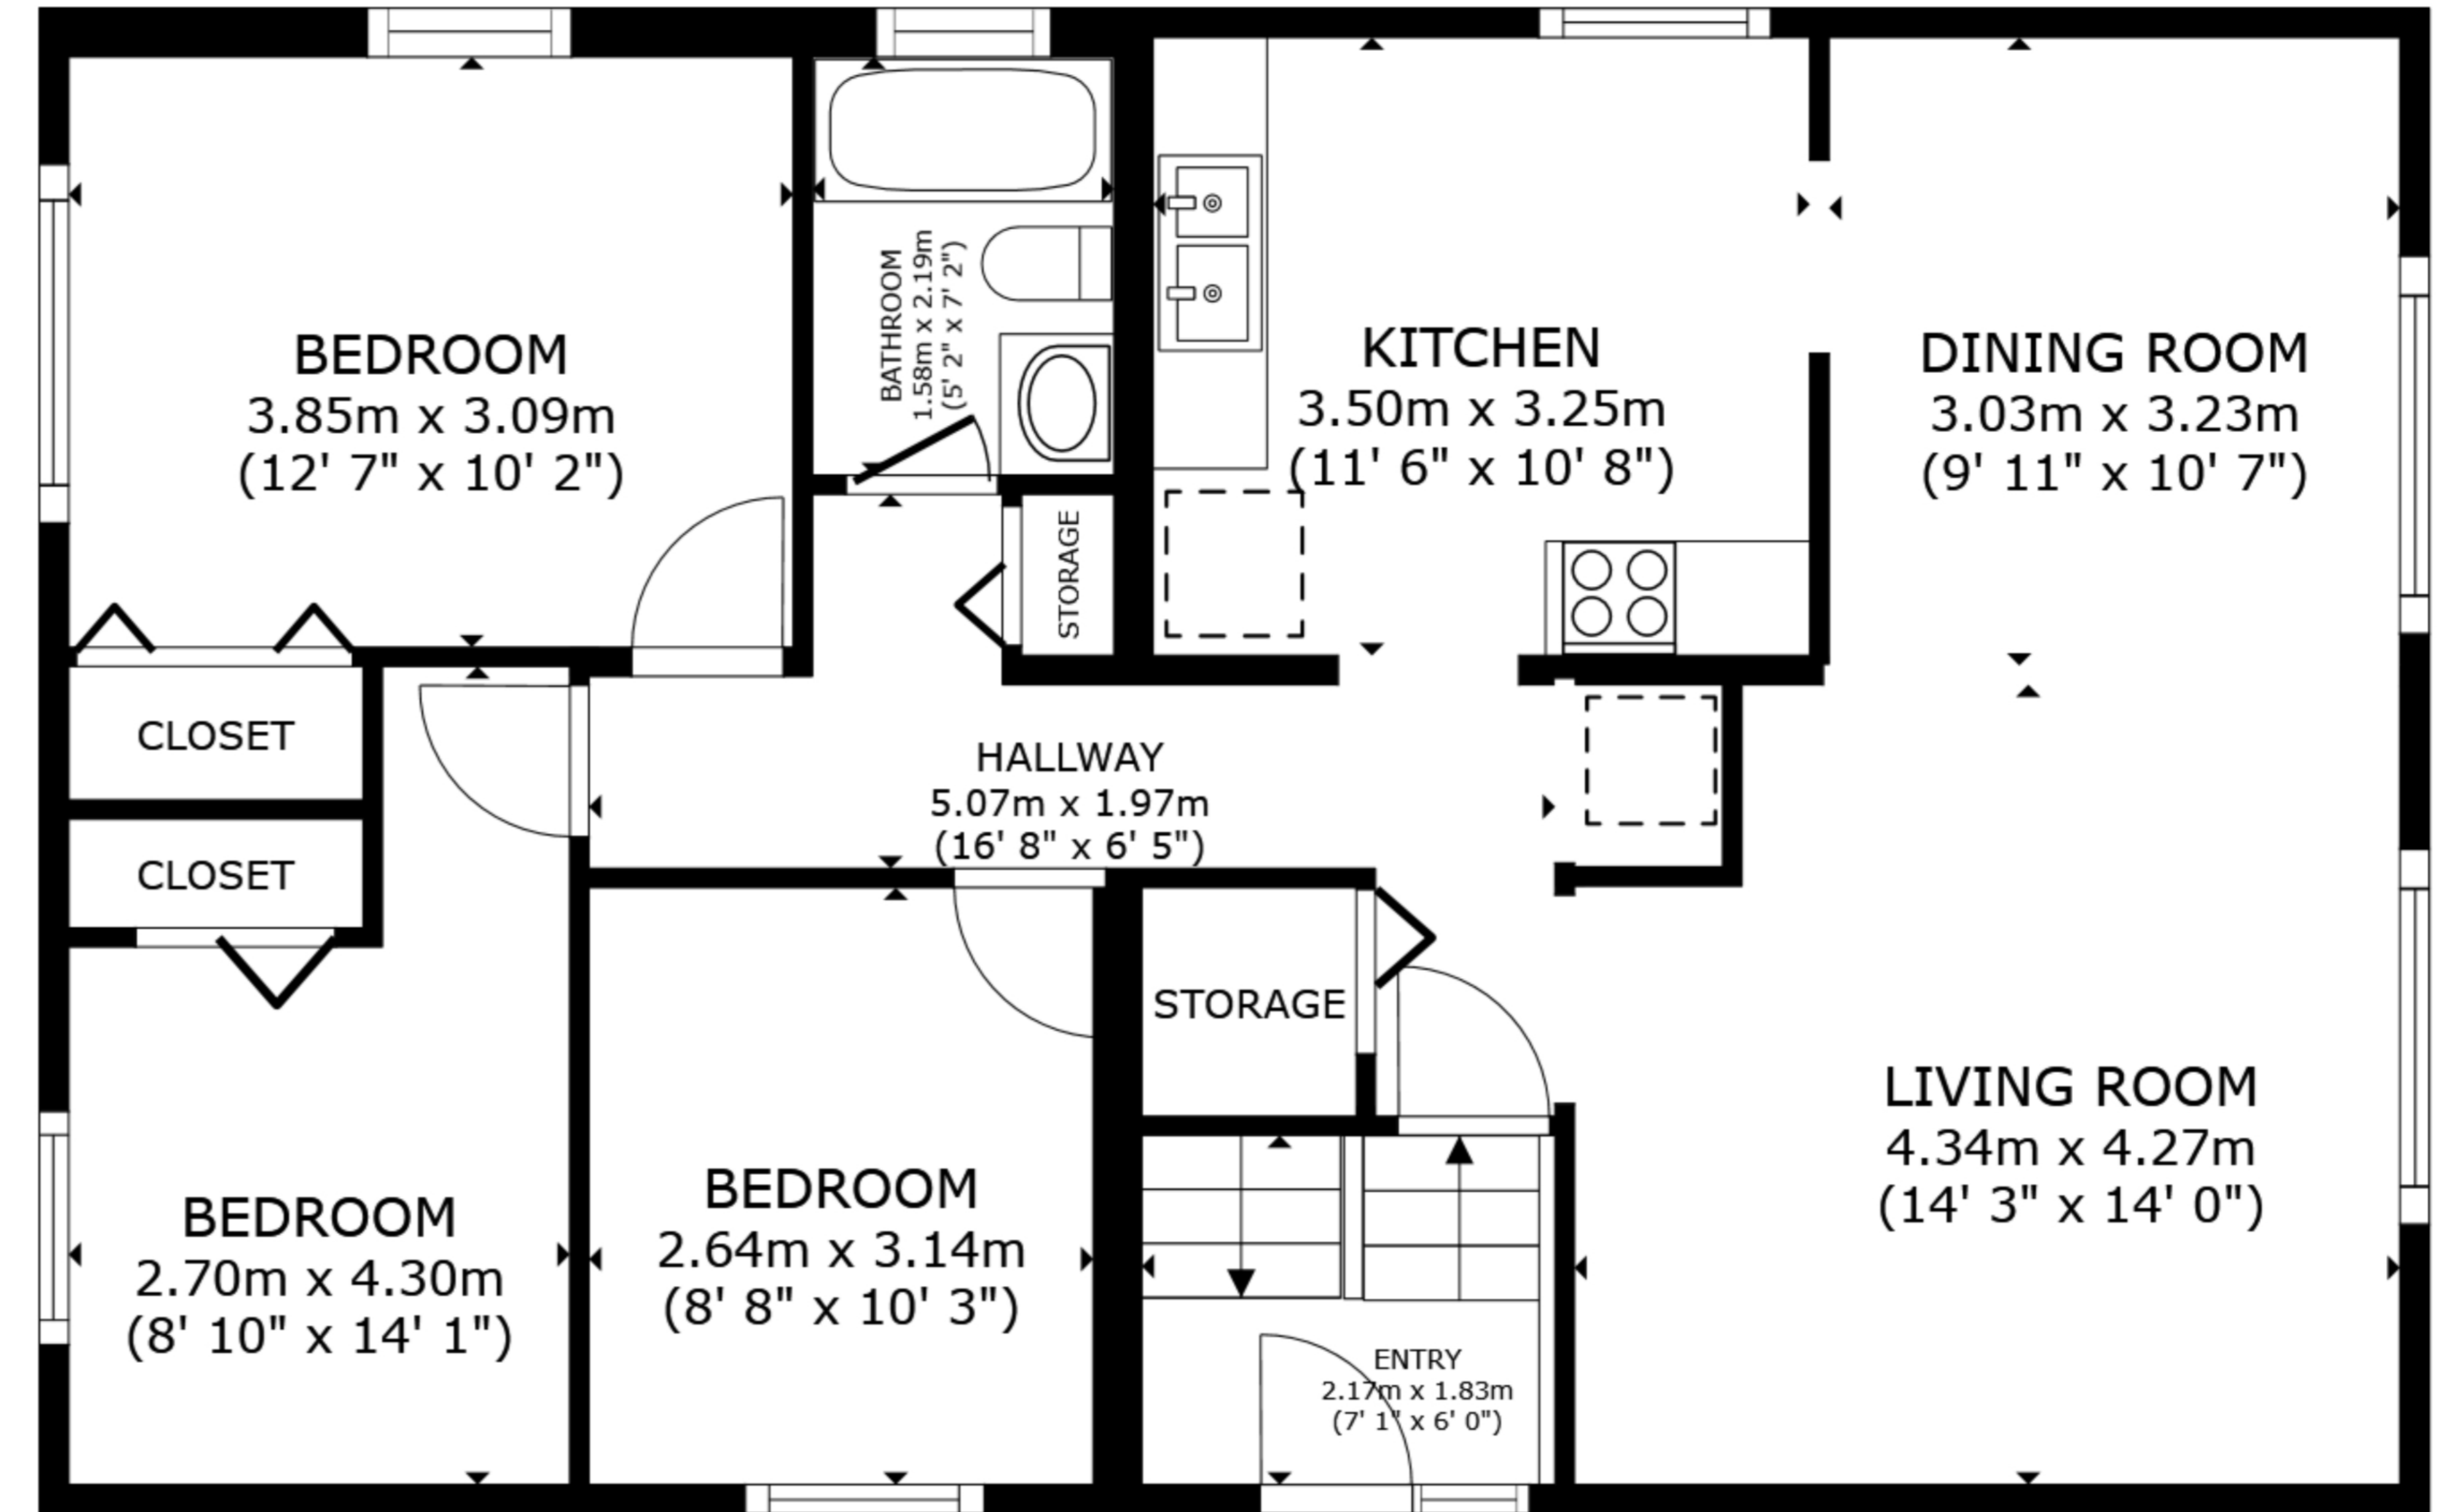 BEDROOM
3.85m x 3.09m
(12' 7" x 10' 2")
BATHROOM
1.58m x 2.19m
(5' 2" x 7' 2")
KITCHEN
3.50m x 3.25m
(11' 6" x 10' 8")
DINING ROOM
3.03m x 3.23m
(9' 11" x 10' 7")
STORAGE
CLOSET
CLOSET
HALLWAY
5.07m x 1.97m
(16' 8" x 6' 5")
STORAGE
BEDROOM
2.70m x 4.30m
(8' 10" x 14' 1")
BEDROOM
2.64m x 3.14m
(8' 8" x 10' 3")
LIVING ROOM
4.34m x 4.27m
(14' 3" x 14' 0")
ENTRY
2.17m x 1.83m
(7' 1" x 6' 0")